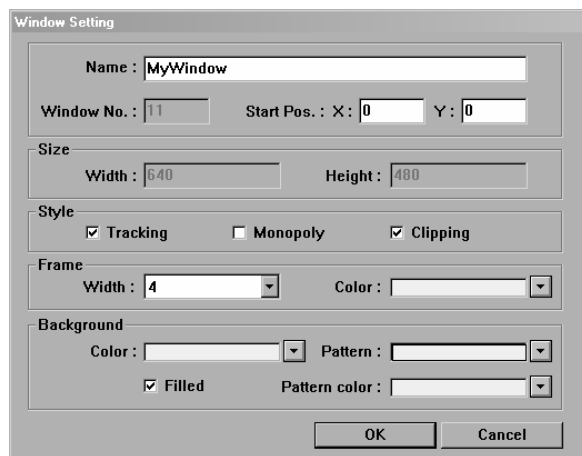 Window Setting
Name : MyWindow
Window No. : 11 Start Pos. : X : 0 Y : 0
Size
Width : 640 Height : 480
Style
Tracking Monopoly Clipping
Frame
Width : 4 Color :
Background
Color : Pattern :
Filled Pattern color :
OK Cancel